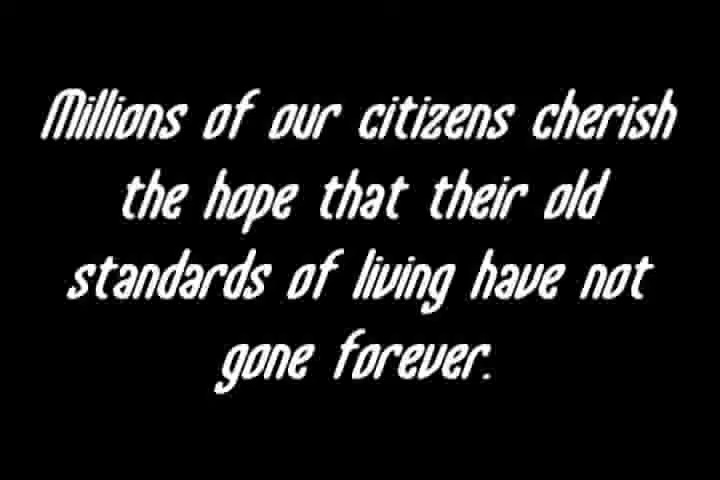 Millions of our citizens cherish
the hope that their old
standards of living have not
gone forever.